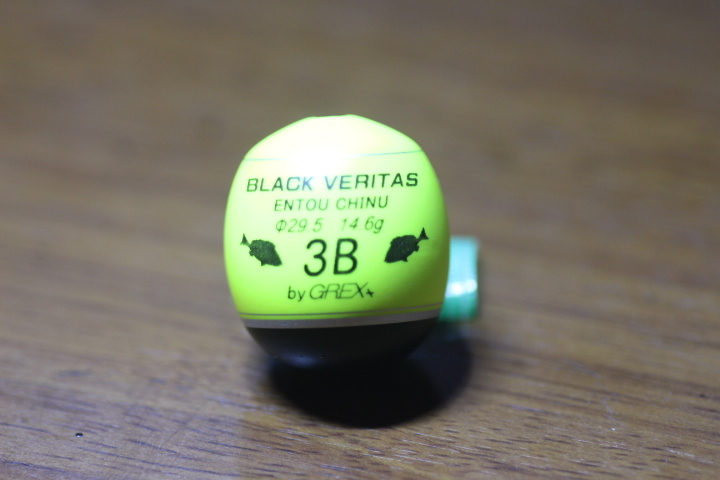 BLACK VERITAS
ENTOU CHINU
Φ29.5 14.6g
3B
by GREX+